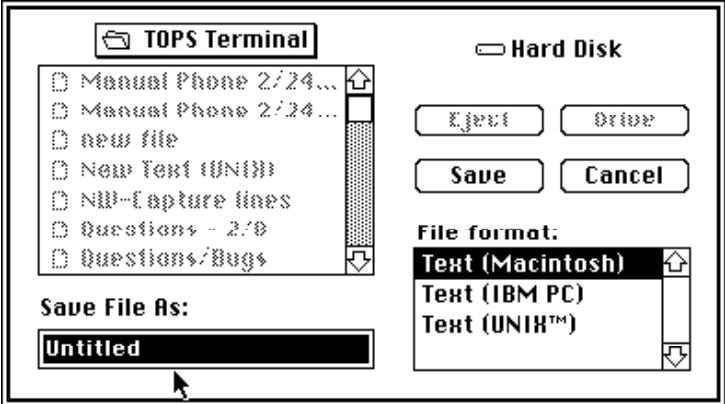 TOPS Terminal
Manual Phone 2/24...
Manual Phone 2/24...
new file
New Text (UNIX)
NW-Capture lines
Questions - 2/8
Questions/Bugs
Save File As:
Untitled
Hard Disk
Eject
Drive
Save
Cancel
File format:
Text (Macintosh)
Text (IBM PC)
Text (UNIX™)